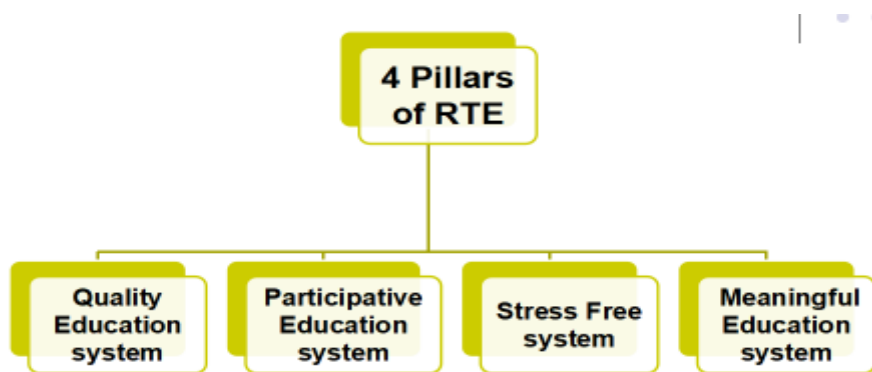 4 Pillars
of RTE
Quality
Education
system
Participative
Education
system
Stress Free
system
Meaningful
Education
system